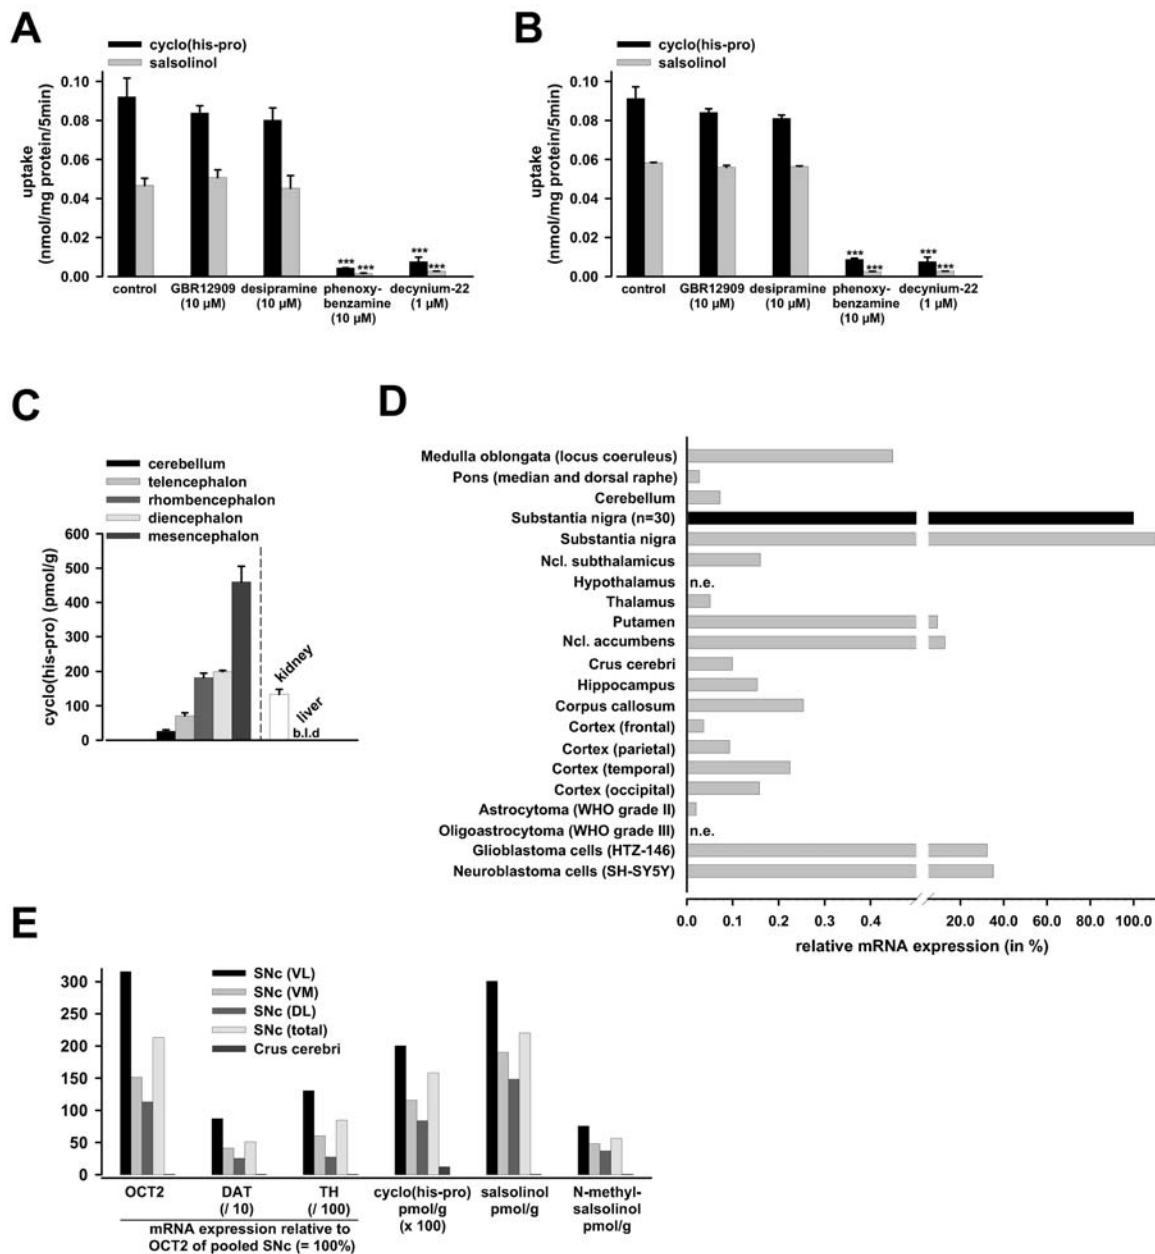 A
cyclo(his-pro)
salsolinol
uptake
(nmol/mg protein/5min)
0.10
0.08
0.06
0.04
0.02
0.00
*** *** *** ***
control GBR12909 (10 µM) desipramine (10 µM) phenoxy-benzamine (10 µM) decynium-22 (1 µM)
B
cyclo(his-pro)
salsolinol
uptake
(nmol/mg protein/5min)
0.10
0.08
0.06
0.04
0.02
0.00
*** *** *** ***
control GBR12909 (10 µM) desipramine (10 µM) phenoxy-benzamine (10 µM) decynium-22 (1 µM)
C
cerebellum
telencephalon
rhombencephalon
diencephalon
mesencephalon
cyclo(his-pro) (pmol/g)
600
500
400
300
200
100
0
kidney
liver
b.l.d
D
Medulla oblongata (locus coeruleus)
Pons (median and dorsal raphe)
Cerebellum
Substantia nigra (n=30)
Substantia nigra
Ncl. subthalamicus
Hypothalamus n.e.
Thalamus
Putamen
Ncl. accumbens
Crus cerebri
Hippocampus
Corpus callosum
Cortex (frontal)
Cortex (parietal)
Cortex (temporal)
Cortex (occipital)
Astrocytoma (WHO grade II)
Oligoastrocytoma (WHO grade III) n.e.
Glioblastoma cells (HTZ-146)
Neuroblastoma cells (SH-SY5Y)
0.0 0.1 0.2 0.3 0.4 20.0 40.0 60.0 80.0 100.0
relative mRNA expression (in %)
E
SNc (VL)
SNc (VM)
SNc (DL)
SNc (total)
Crus cerebri
300
250
200
150
100
50
0
OCT2 DAT (/ 10) TH (/ 100) cyclo(his-pro) pmol/g (x 100) salsolinol pmol/g N-methyl-salsolinol pmol/g
mRNA expression relative to
OCT2 of pooled SNc (= 100%)